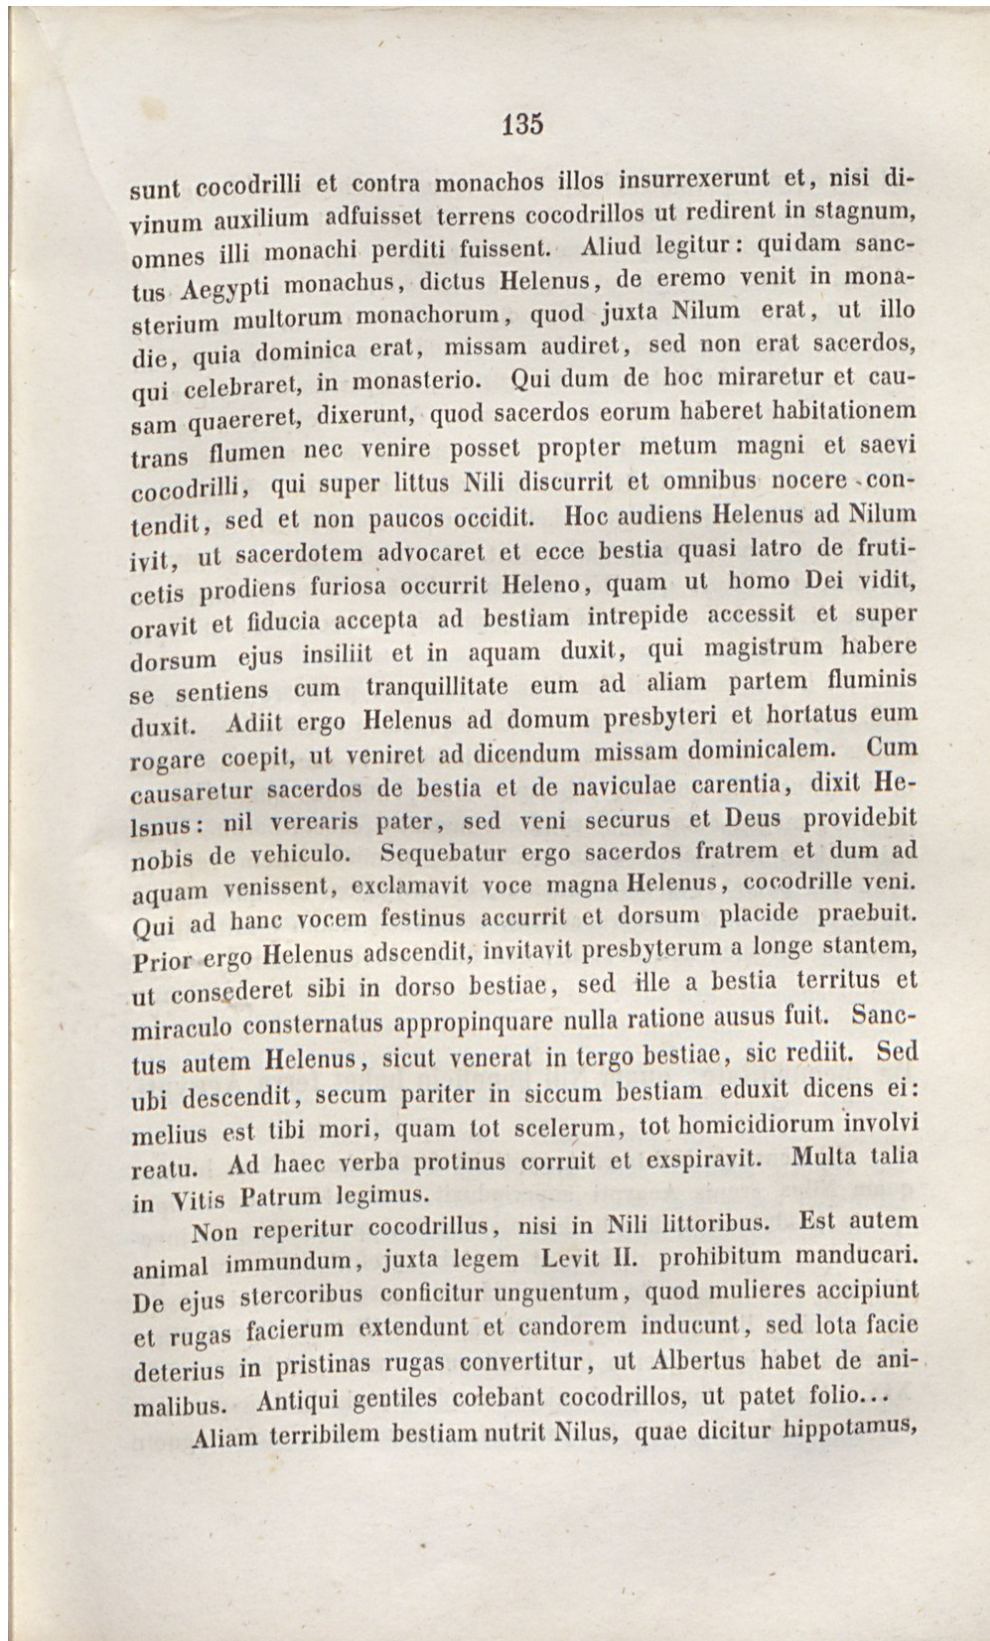 135
sunt cocodrilli et contra monachos illos insurrexerunt et, nisi di-
vinum auxilium adfuisset terrens cocodrillos ut redirent in stagnum,
omnes illi monachi perditi fuissent. Aliud legitur: quidam sanc-
tus Aegypti monachus, dictus Helenus, de eremo venit in mona-
sterium multorum monachorum, quod juxta Nilum erat, ut illo
die, quia dominica erat, missam audiret, sed non erat sacerdos,
qui celebraret, in monasterio. Qui dum de hoc miraretur et cau-
sam quaereret, dixerunt, quod sacerdos eorum haberet habitationem
trans flumen nec venire posset propter metum magni et saevi
cocodrilli, qui super littus Nili discurrit et omnibus nocere con-
tendit, sed et non paucos occidit. Hoc audiens Helenus ad Nilum
ivit, ut sacerdotem advocaret et ecce bestia quasi latro de fruti-
cetis prodiens furiosa occurrit Heleno, quam ut homo Dei vidit,
oravit et fiducia accepta ad bestiam intrepide accessit et super
dorsum ejus insiliit et in aquam duxit, qui magistrum habere
se sentiens cum tranquillitate eum ad aliam partem fluminis
duxit. Adiit ergo Helenus ad domum presbyteri et hortatus eum
rogare coepit, ut veniret ad dicendum missam dominicalem. Cum
causaretur sacerdos de bestia et de naviculae carentia, dixit He-
lsnus: nil verearis pater, sed veni securus et Deus providebit
nobis de vehiculo. Sequebatur ergo sacerdos fratrem et dum ad
aquam venissent, exclamavit voce magna Helenus, cocodrille veni.
Qui ad hanc vocem festinus accurrit et dorsum placide praebuit.
Prior ergo Helenus adscendit, invitavit presbyterum a longe stantem,
ut consederet sibi in dorso bestiae, sed ille a bestia territus et
miraculo consternatus appropinquare nulla ratione ausus fuit. Sanc-
tus autem Helenus, sicut venerat in tergo bestiae, sic rediit. Sed
ubi descendit, secum pariter in siccum bestiam eduxit dicens ei:
melius est tibi mori, quam tot scelerum, tot homicidiorum involvi
reatu. Ad haec verba protinus corruit et exspiravit. Multa talia
in Vitis Patrum legimus.
Non reperitur cocodrillus, nisi in Nili littoribus. Est autem
animal immundum, juxta legem Levit II. prohibitum manducari.
De ejus stercoribus conficitur unguentum, quod mulieres accipiunt
et rugas facierum extendunt et candorem inducunt, sed lota facie
deterius in pristinas rugas convertitur, ut Albertus habet de ani-
malibus. Antiqui gentiles colebant cocodrillos, ut patet folio...
Aliam terribilem bestiam nutrit Nilus, quae dicitur hippotamus,